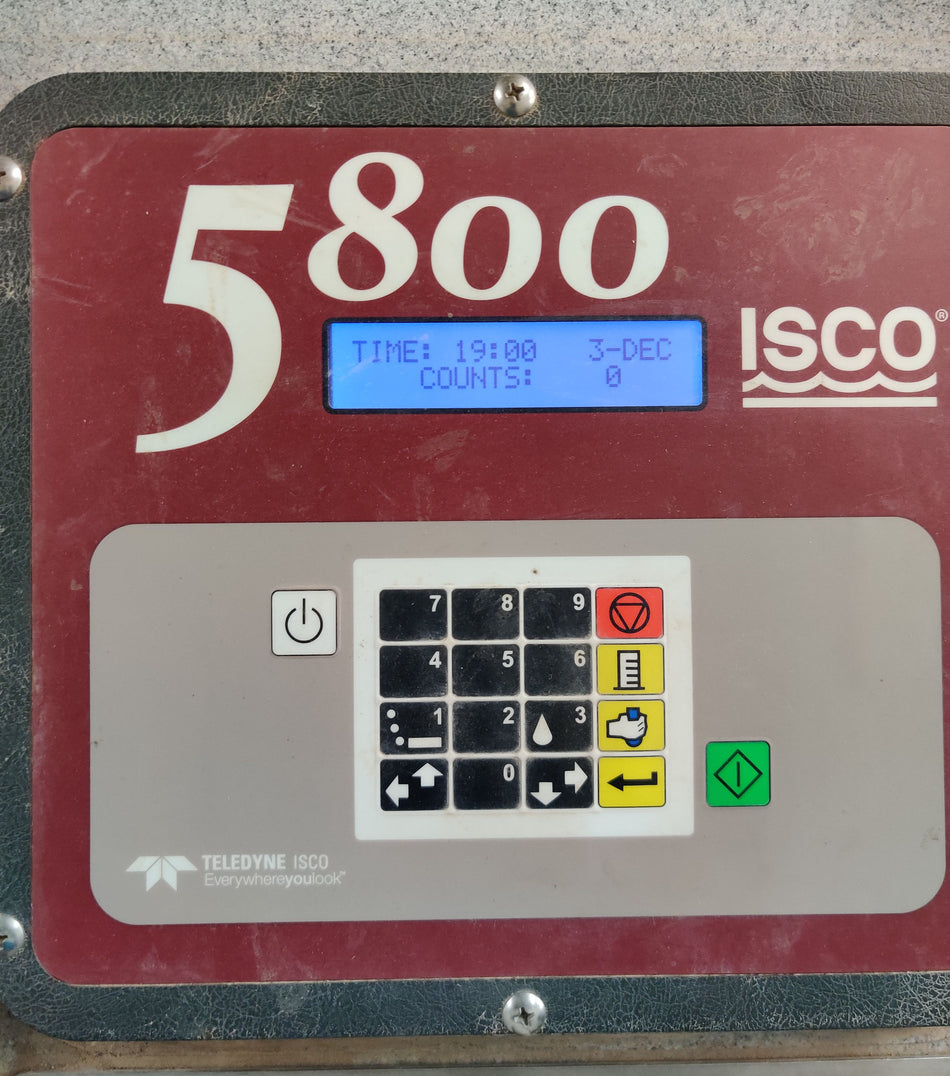 5800
ISCO®
TIME: 19:00 3-DEC
COUNTS: 0
7 8 9
4 5 6
1 2 3
0
TELEDYNE ISCO
Everywhereyoulook™